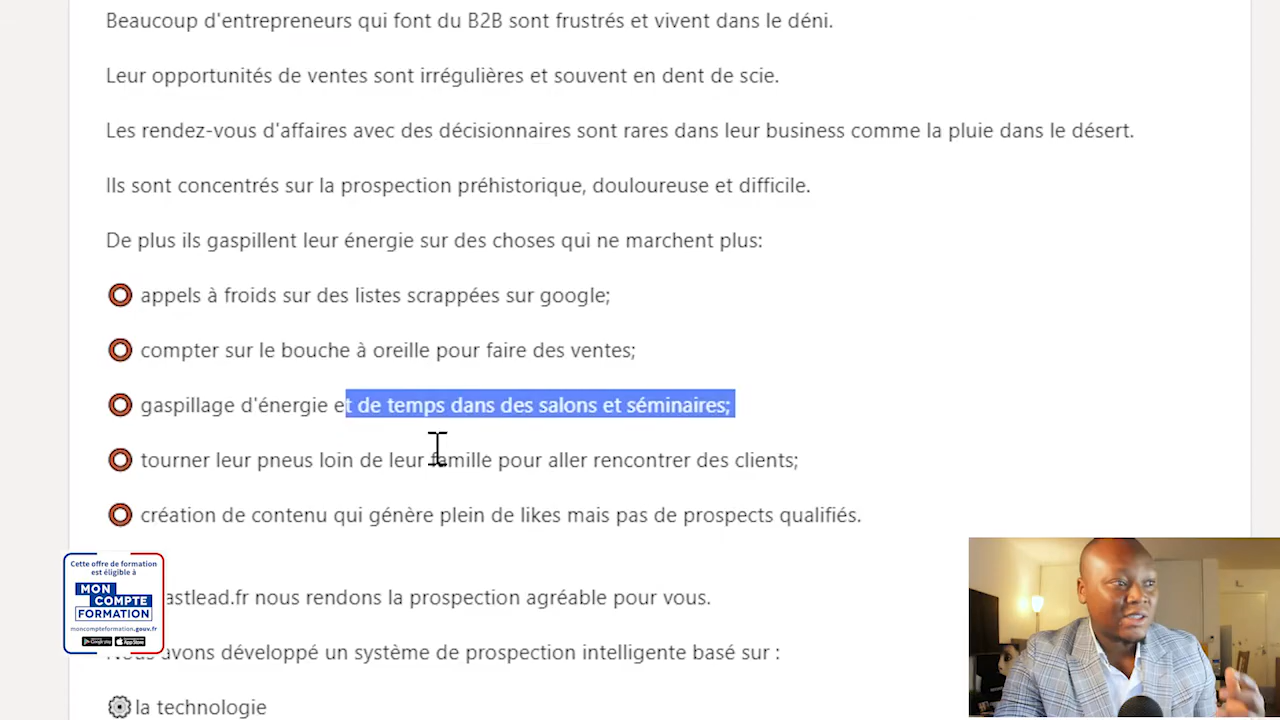 Beaucoup d'entrepreneurs qui font du B2B sont frustrés et vivent dans le déni.
Leur opportunités de ventes sont irrégulières et souvent en dent de scie.
Les rendez-vous d'affaires avec des décisionnaires sont rares dans leur business comme la pluie dans le désert.
Ils sont concentrés sur la prospection préhistorique, douloureuse et difficile.
De plus ils gaspillent leur énergie sur des choses qui ne marchent plus:
appels à froids sur des listes scrappées sur google;
compter sur le bouche à oreille pour faire des ventes;
gaspillage d'énergie et de temps dans des salons et séminaires;
tourner leur pneus loin de leur famille pour aller rencontrer des clients;
création de contenu qui génère plein de likes mais pas de prospects qualifiés.
Cette offre de formation
est éligible à
MON
COMPTE
FORMATION
moncompteformation.gouv.fr
Google Play App Store
astlead.fr nous rendons la prospection agréable pour vous.
Nous avons développé un système de prospection intelligente basé sur :
la technologie